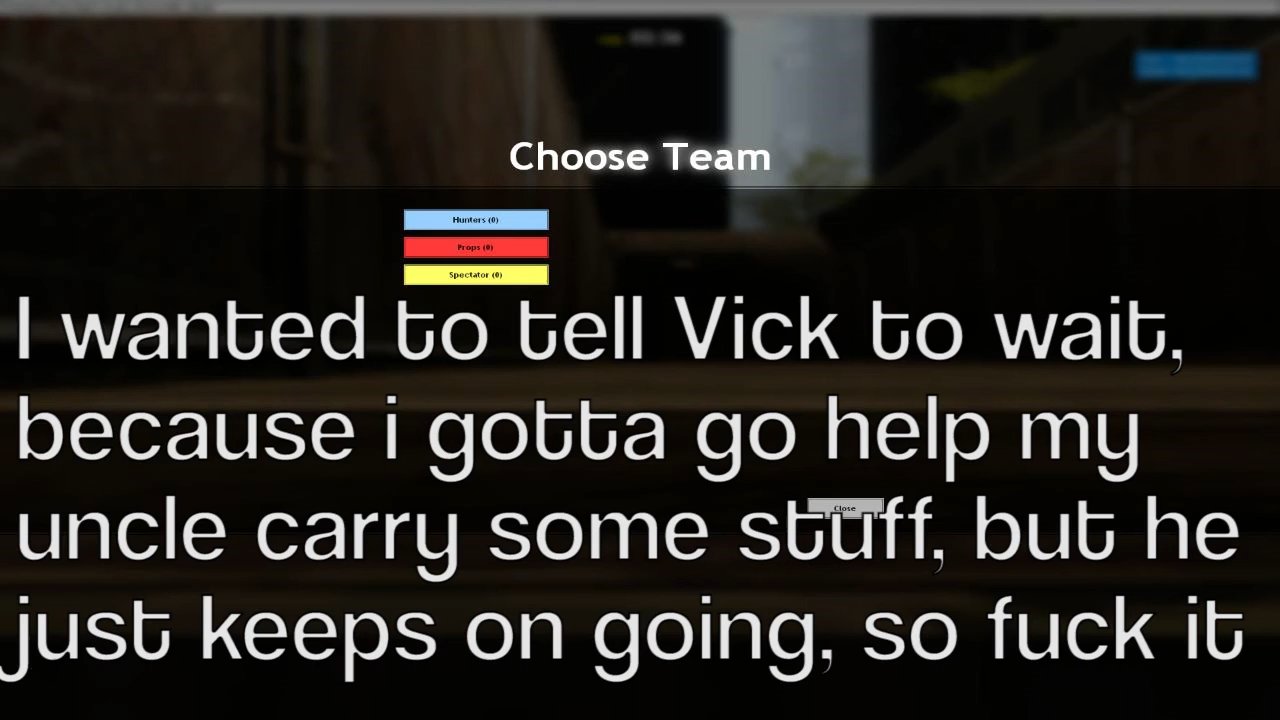 Choose Team
Hunters (0)
Props (0)
Spectator (0)
I wanted to tell Vick to wait,
because i gotta go help my
uncle carry some stuff, but he
just keeps on going, so fuck it
Close